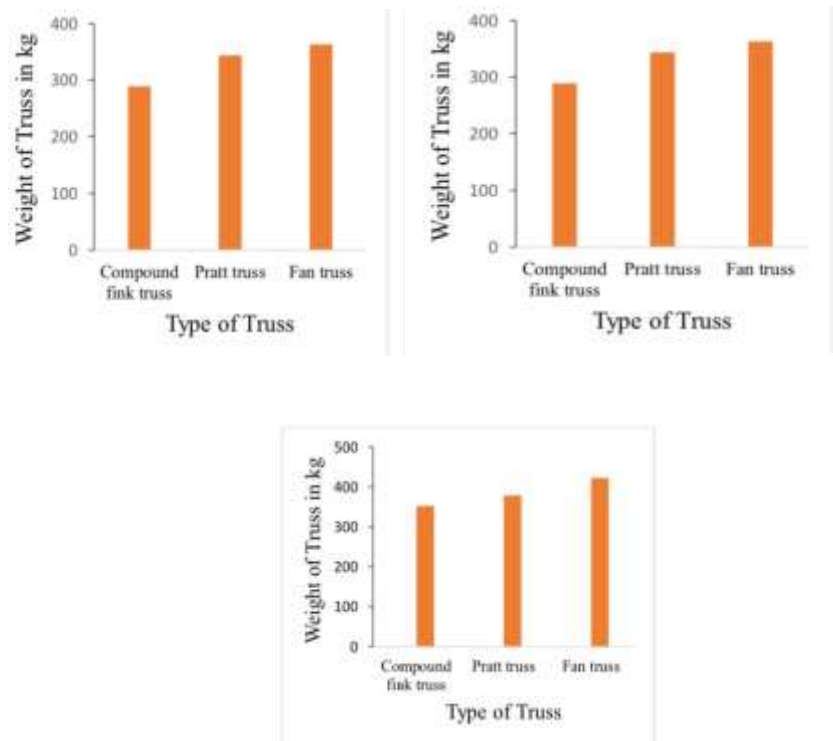 Weight of Truss in kg
400
300
200
100
0
Compound
fink truss
Pratt truss
Fan truss
Type of Truss
Weight of Truss in kg
400
300
200
100
0
Compound
fink truss
Pratt truss
Fan truss
Type of Truss
Weight of Truss in kg
500
400
300
200
100
0
Compound
fink truss
Pratt truss
Fan truss
Type of Truss